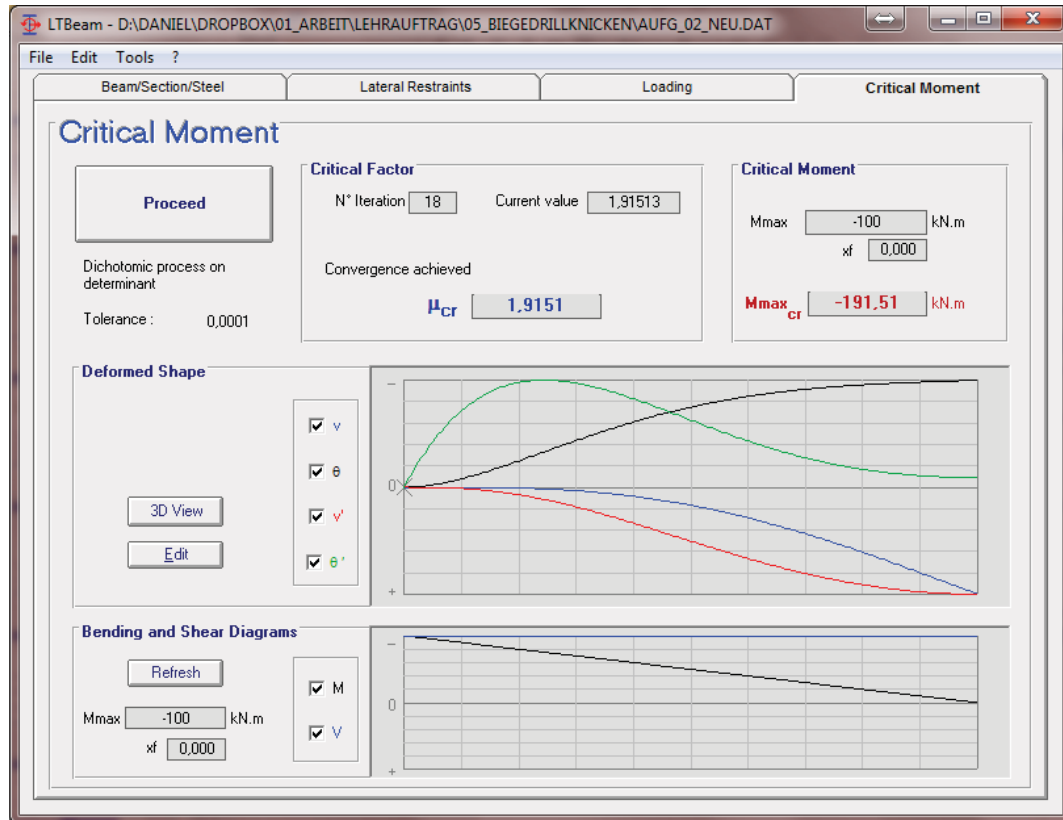 LTBeam - D:\DANIEL\DROPBOX\01_ARBEIT\LEHRAUFTRAG\05_BIEGEDRILLKNICKEN\AUFG_02_NEU.DAT
File Edit Tools ?
Beam/Section/Steel Lateral Restraints Loading Critical Moment
Critical Moment
Proceed
Dichotomic process on
determinant
Tolerance : 0,0001
Critical Factor
N° Iteration 18 Current value 1,91513
Convergence achieved
μcr 1,9151
Critical Moment
Mmax -100 kN.m
xf 0,000
Mmax cr -191,51 kN.m
Deformed Shape
v
θ
v'
θ'
3D View
Edit
−
0
+
Bending and Shear Diagrams
Refresh
Mmax -100 kN.m
xf 0,000
M
V
−
0
+